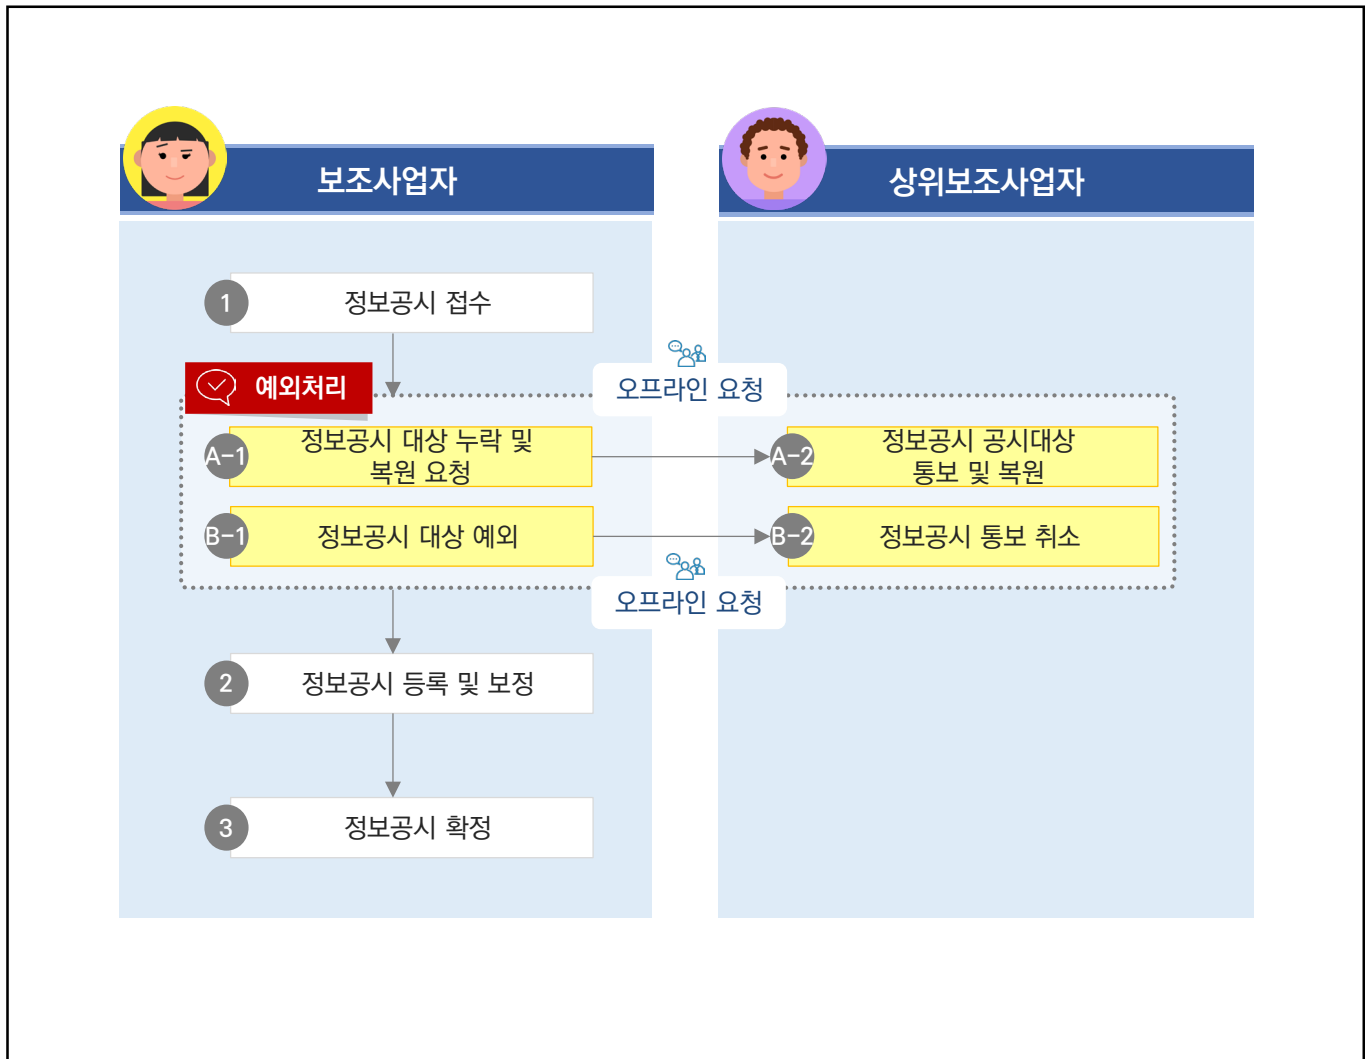 보조사업자
상위보조사업자
1
정보공시 접수
예외처리
오프라인 요청
A-1
정보공시 대상 누락 및
복원 요청
A-2
정보공시 공시대상
통보 및 복원
B-1
정보공시 대상 예외
B-2
정보공시 통보 취소
오프라인 요청
2
정보공시 등록 및 보정
3
정보공시 확정